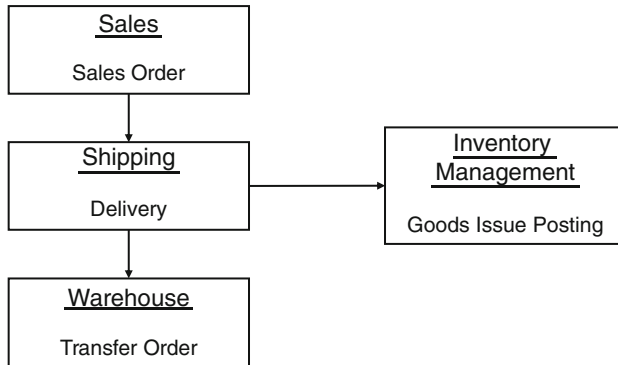 Sales
Sales Order
Shipping
Delivery
Inventory
Management
Goods Issue Posting
Warehouse
Transfer Order